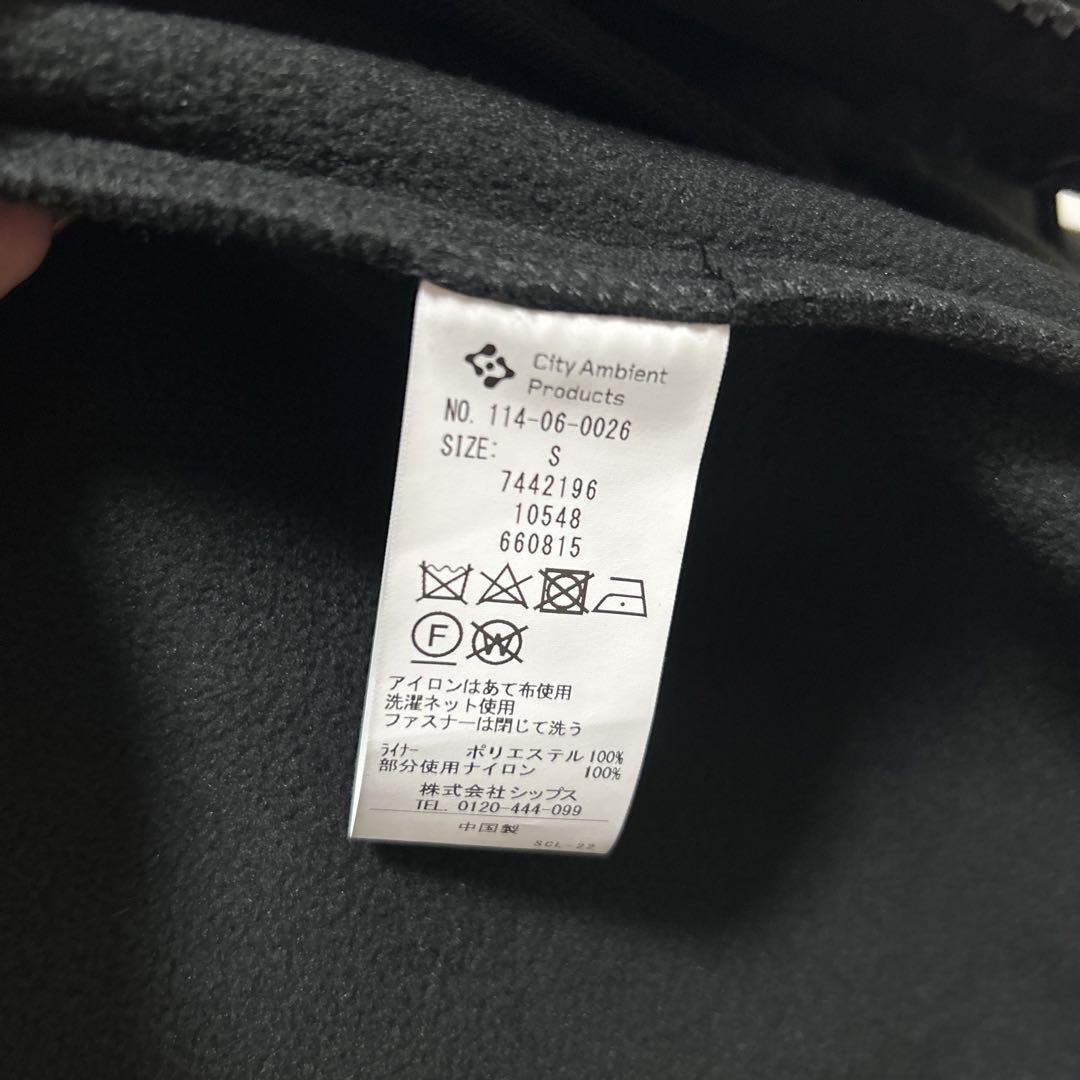 City Ambient
Products
NO. 114-06-0026
SIZE: S
7442196
10548
660815
F W
アイロンはあて布使用
洗濯ネット使用
ファスナーは閉じて洗う
ﾗｲﾅｰ ポリエステル 100%
部分使用ナイロン 100%
株式会社シップス
TEL. 0120-444-099
中国製
SCL-22